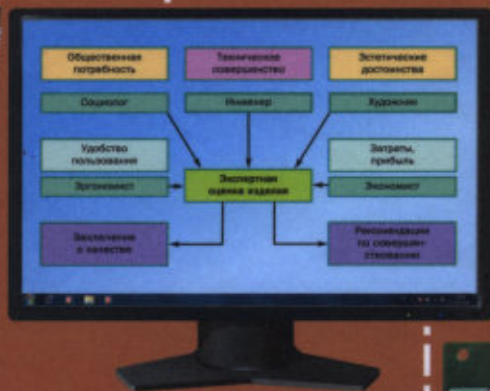 Общественная
потребность
Техническое
совершенство
Эстетические
достоинства
Социолог
Инженер
Художник
Удобство
пользования
Затраты,
прибыль
Эргономист
Экспертная
оценка изделия
Экономист
Заключение
о качестве
Рекомендации
по совершен-
ствованию